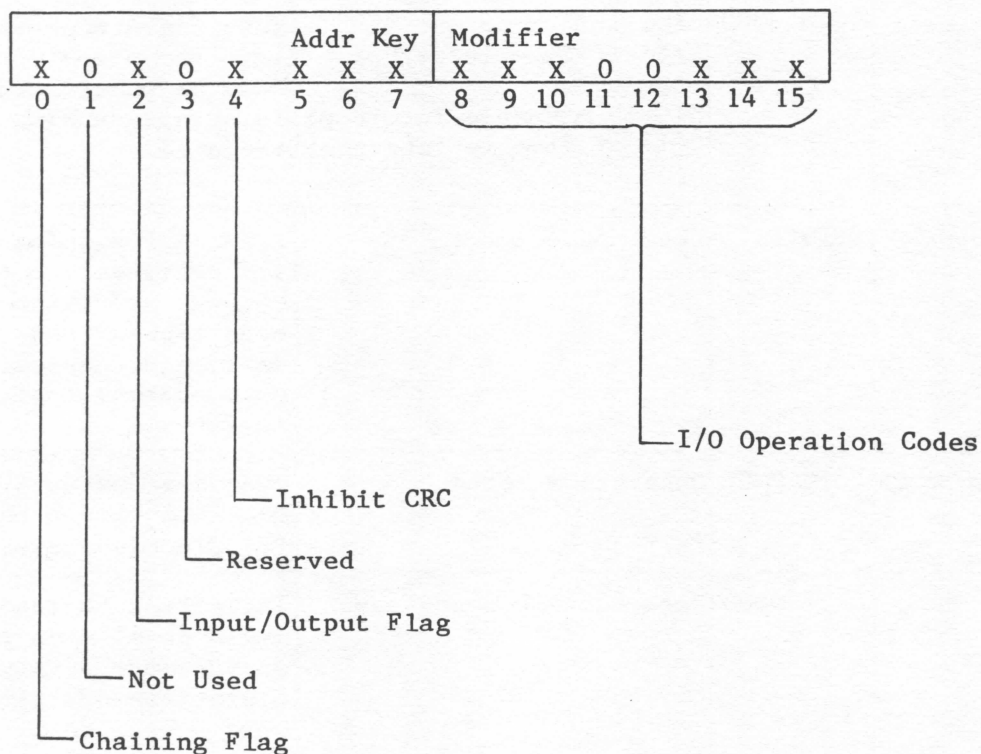 Addr Key Modifier
X 0 X 0 X X X X X X X 0 0 X X X
0 1 2 3 4 5 6 7 8 9 10 11 12 13 14 15
I/O Operation Codes
Inhibit CRC
Reserved
Input/Output Flag
Not Used
Chaining Flag